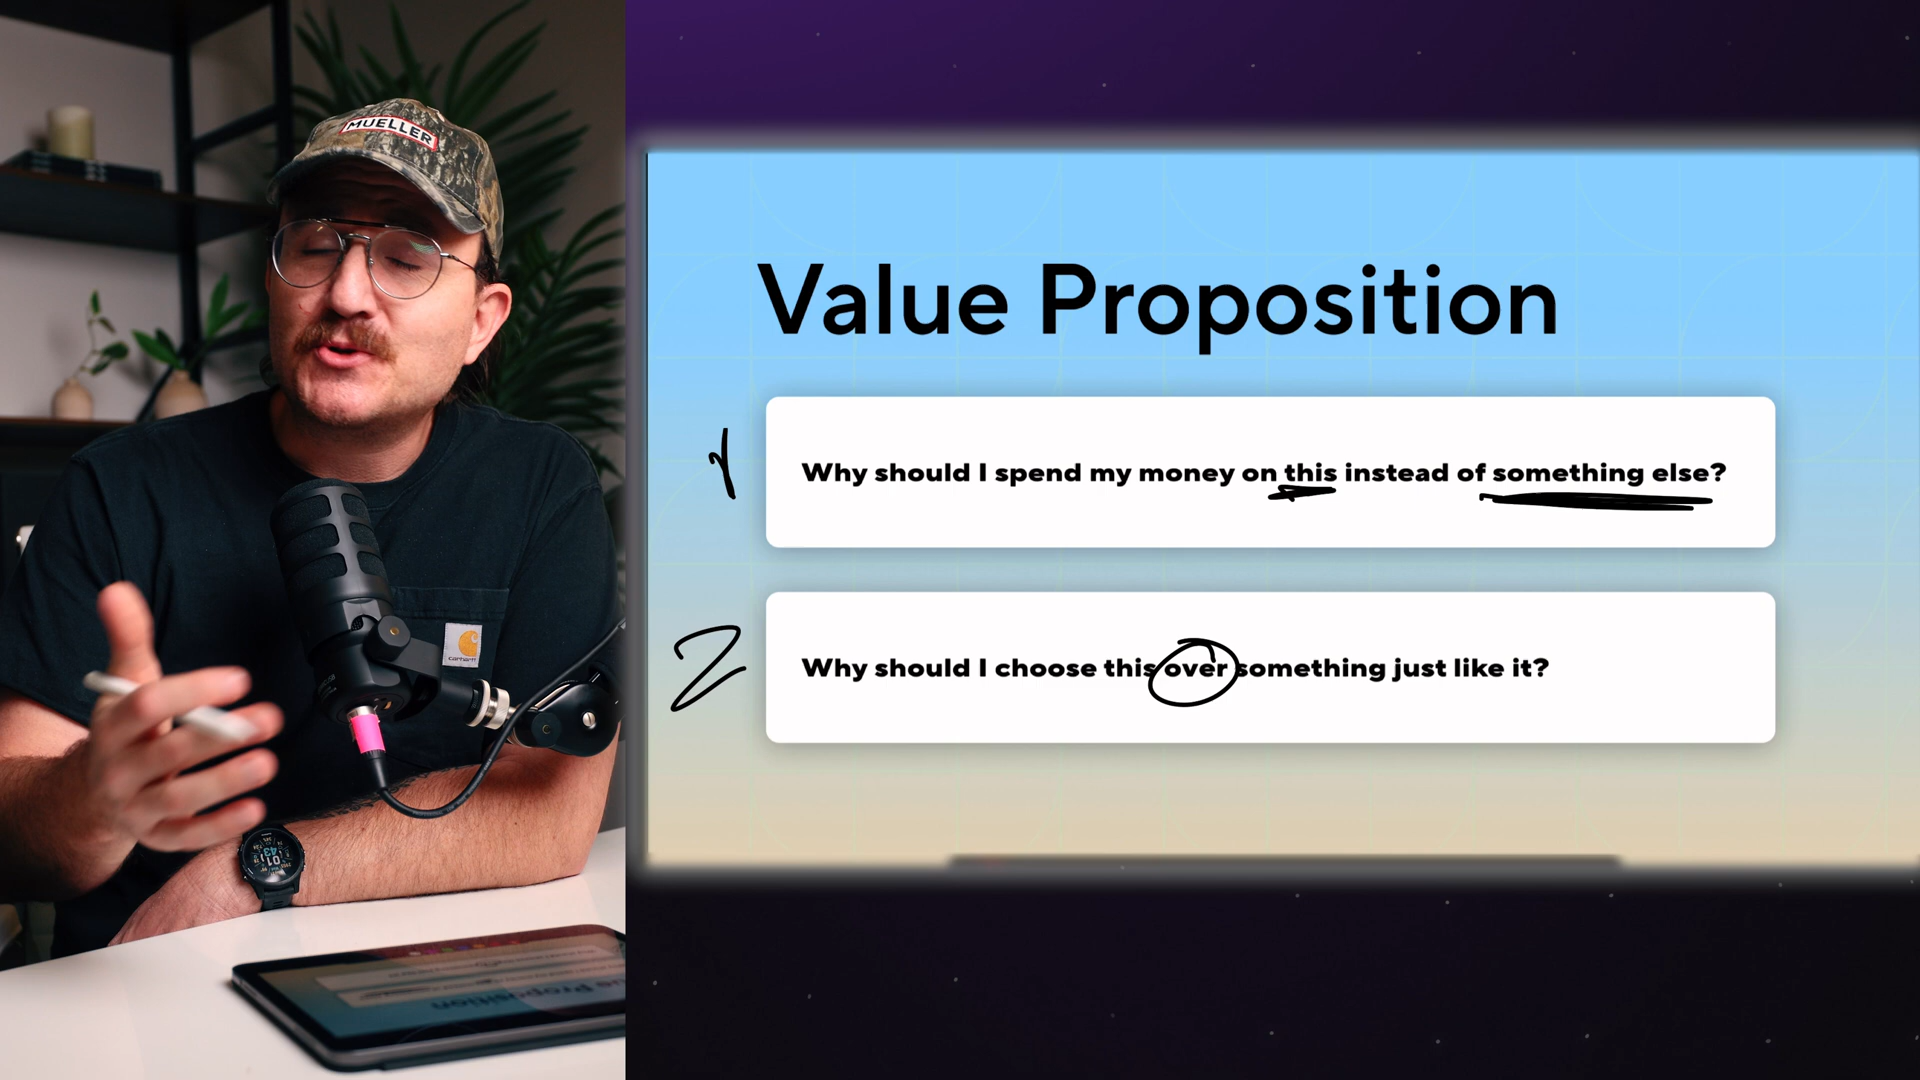 MUELLER
Value Proposition
1
Why should I spend my money on this instead of something else?
2
Why should I choose this over something just like it?
carhartt